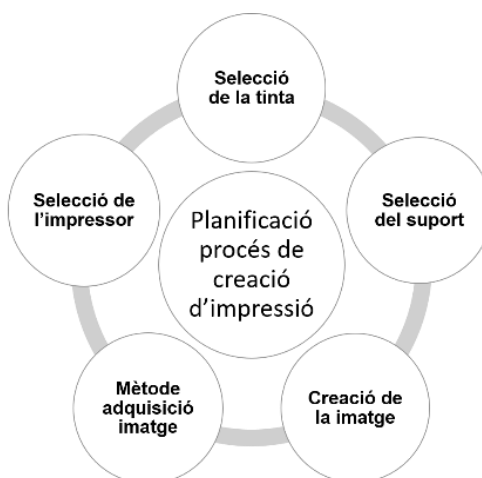 Selecció
de la tinta
Selecció de
l'impressor
Selecció
del suport
Planificació
procés de
creació
d'impressió
Mètode
adquisició
imatge
Creació de
la imatge